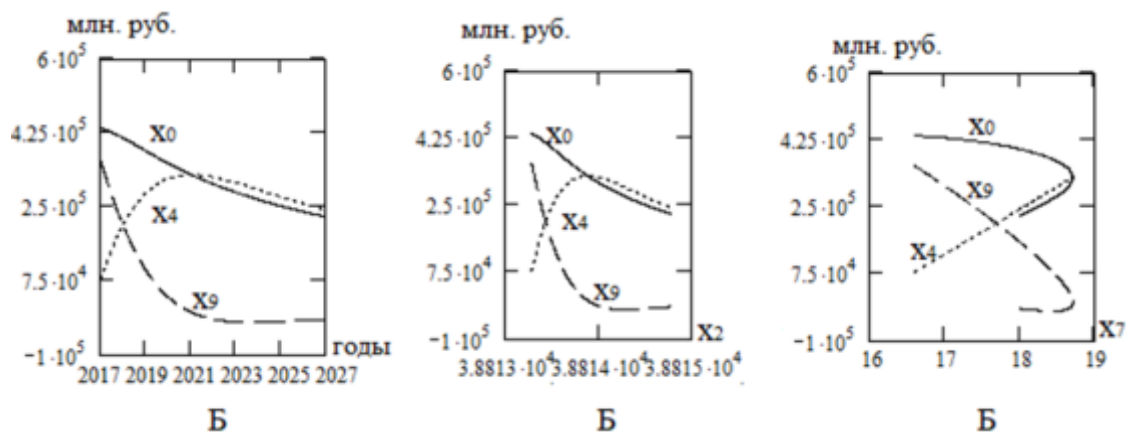 млн. руб.
6·10⁵
4.25·10⁵
2.5·10⁵
7.5·10⁴
−1·10⁵
X0
X4
X9
годы
2017 2019 2021 2023 2025 2027
Б
млн. руб.
6·10⁵
4.25·10⁵
2.5·10⁵
7.5·10⁴
−1·10⁵
X0
X4
X9
X2
3.8813·10⁴ 3.8814·10⁴ 3.8815·10⁴
Б
млн. руб.
6·10⁵
4.25·10⁵
2.5·10⁵
7.5·10⁴
−1·10⁵
X0
X9
X4
X7
16 17 18 19
Б